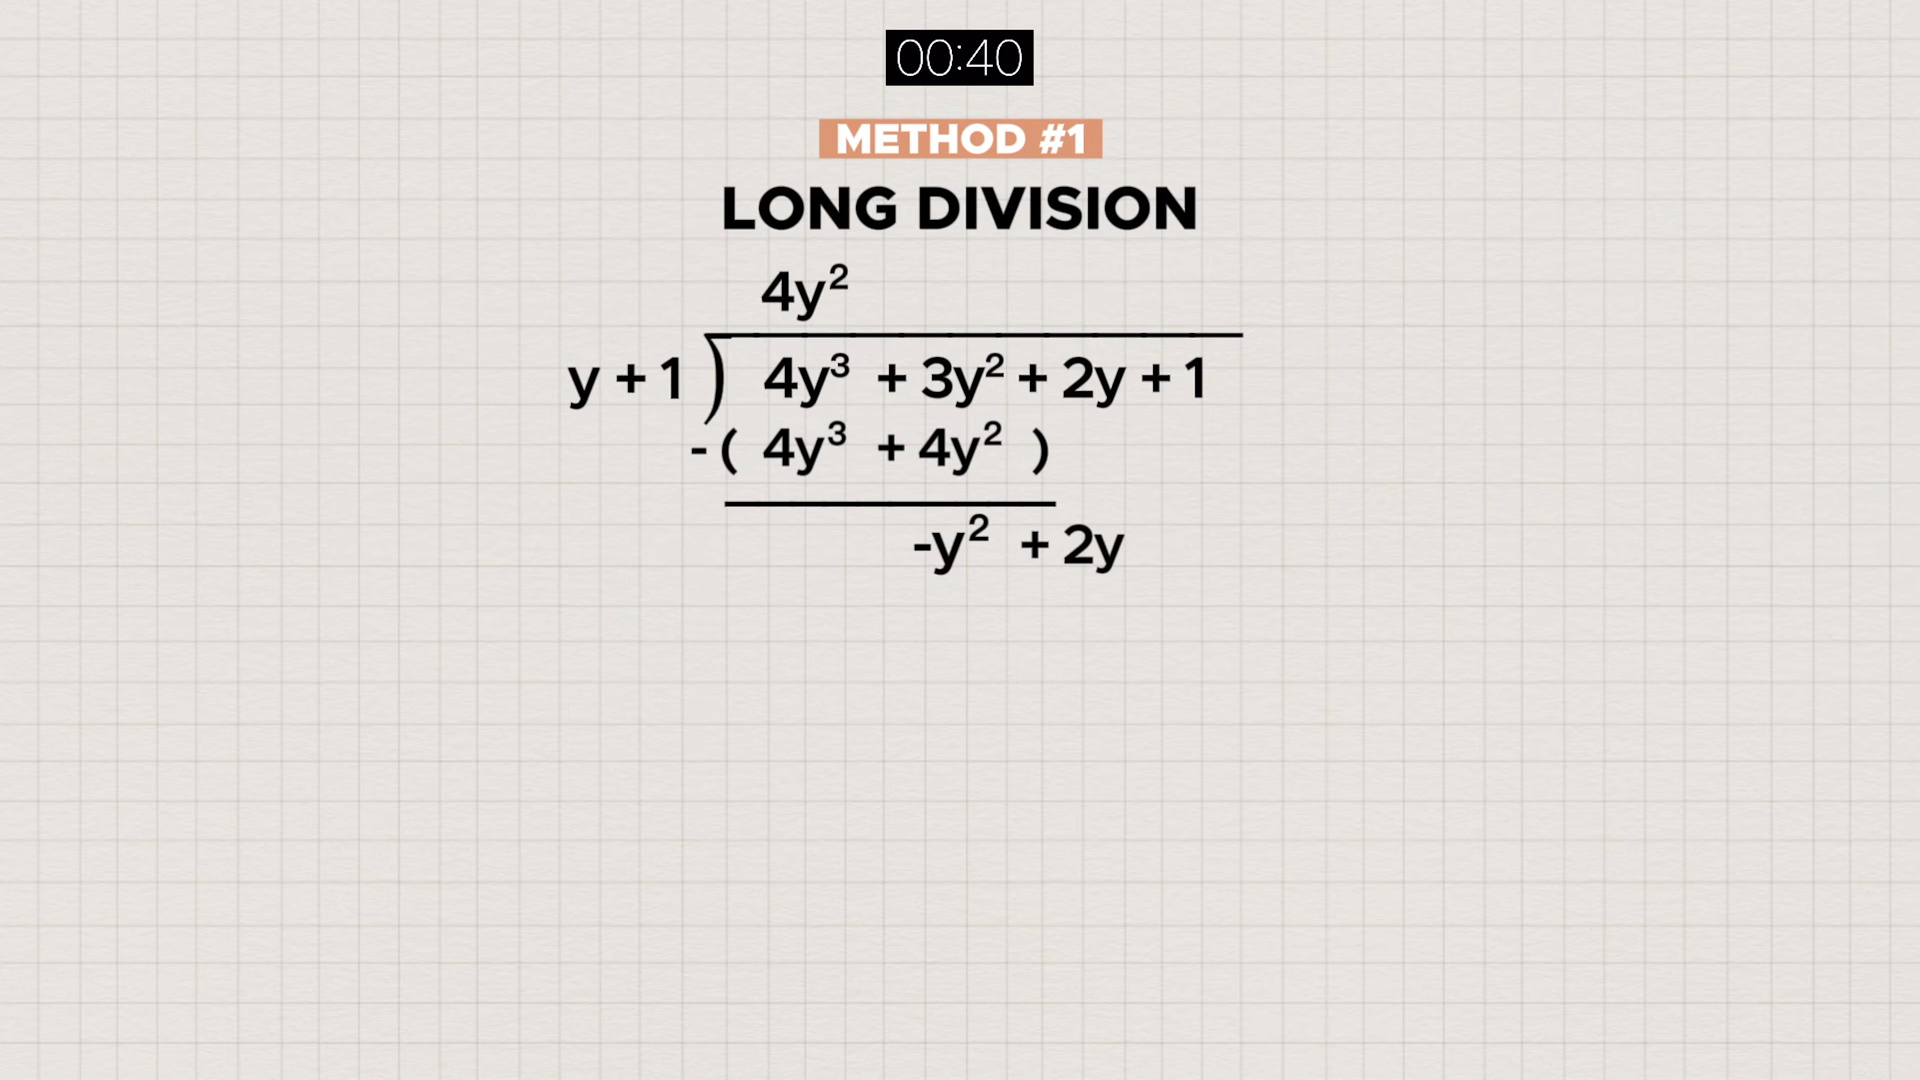 00:40
METHOD #1
LONG DIVISION
4y²
y + 1 ) 4y³ + 3y² + 2y + 1
- ( 4y³ + 4y² )
-y² + 2y